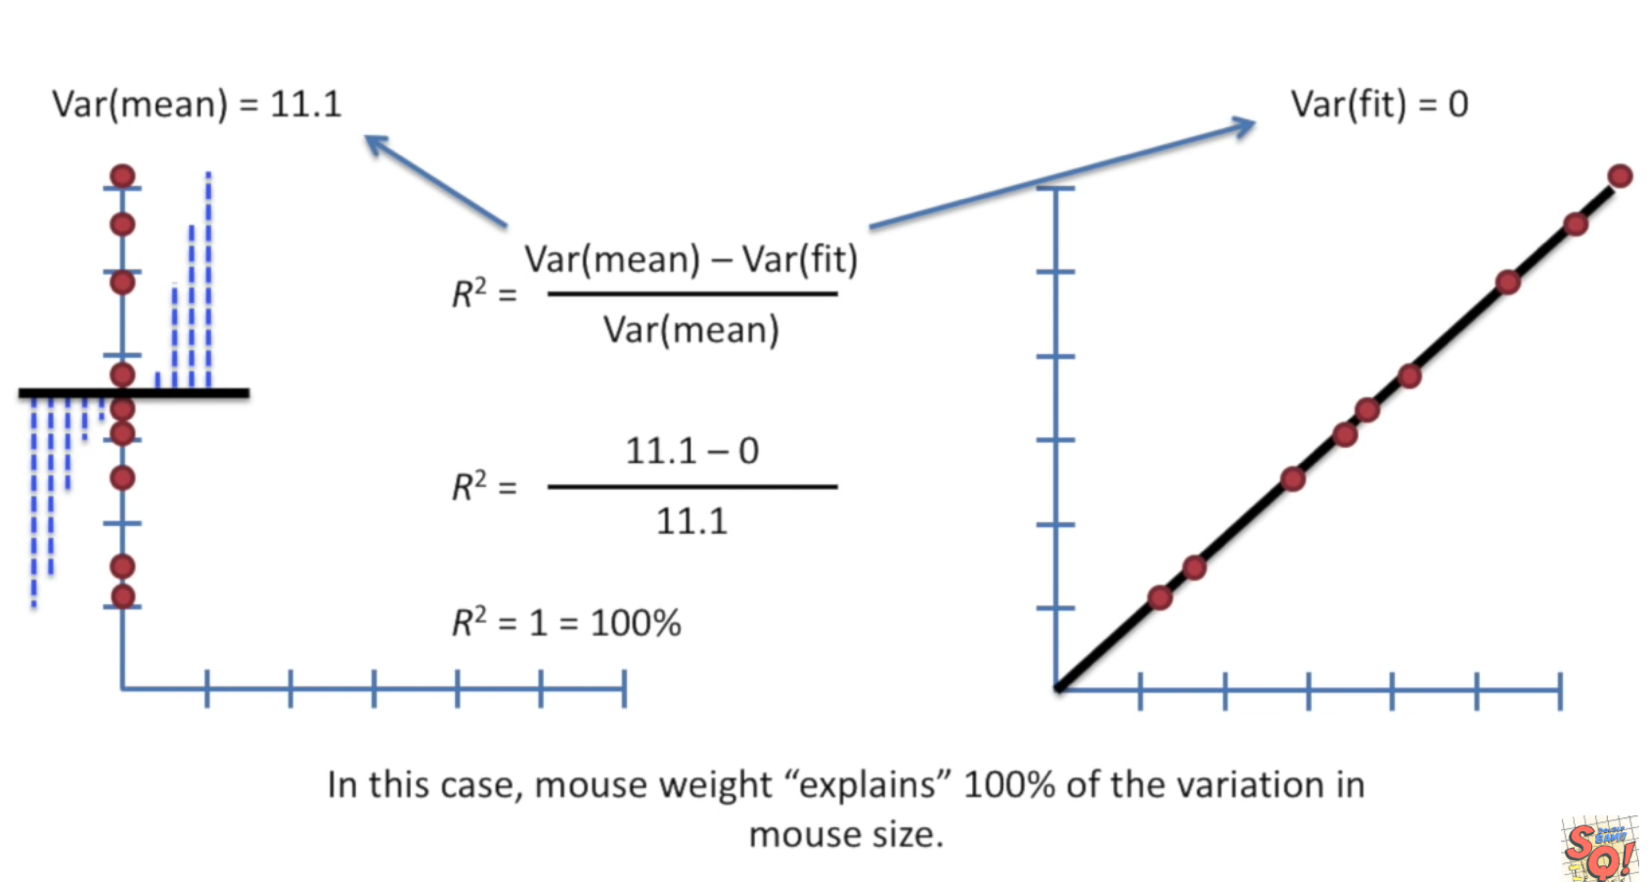 Var(mean) = 11.1
Var(fit) = 0
Var(mean) – Var(fit)
R² =
Var(mean)
11.1 – 0
R² =
11.1
R² = 1 = 100%
In this case, mouse weight “explains” 100% of the variation in
mouse size.
SQ!